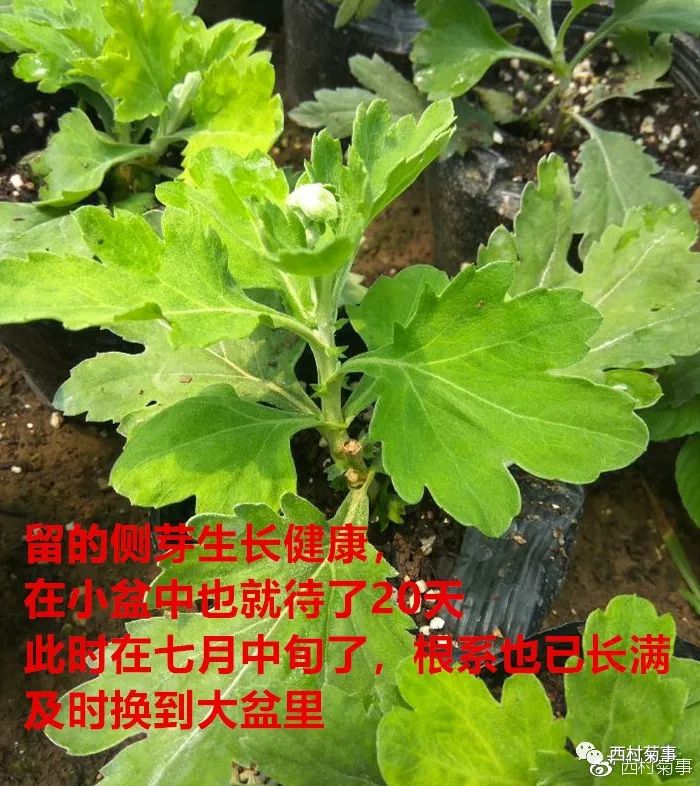 留的侧芽生长健康，
在小盆中也就待了20天
此时在七月中旬了，根系也已长满
及时换到大盆里
西村菊事
西村菊事